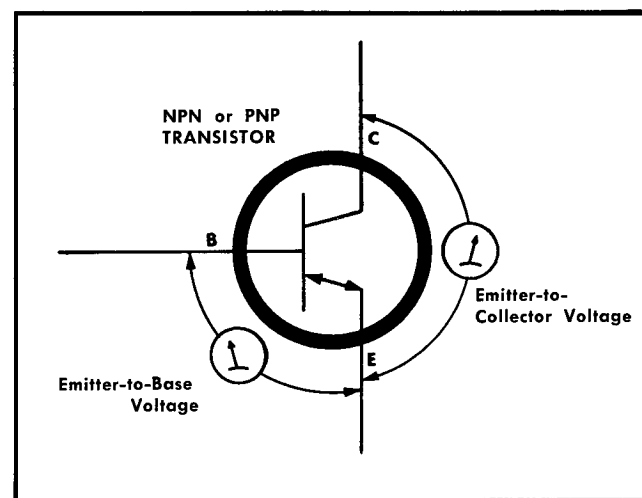 NPN or PNP
TRANSISTOR
C
B
Emitter-to-
Collector Voltage
E
Emitter-to-Base
Voltage